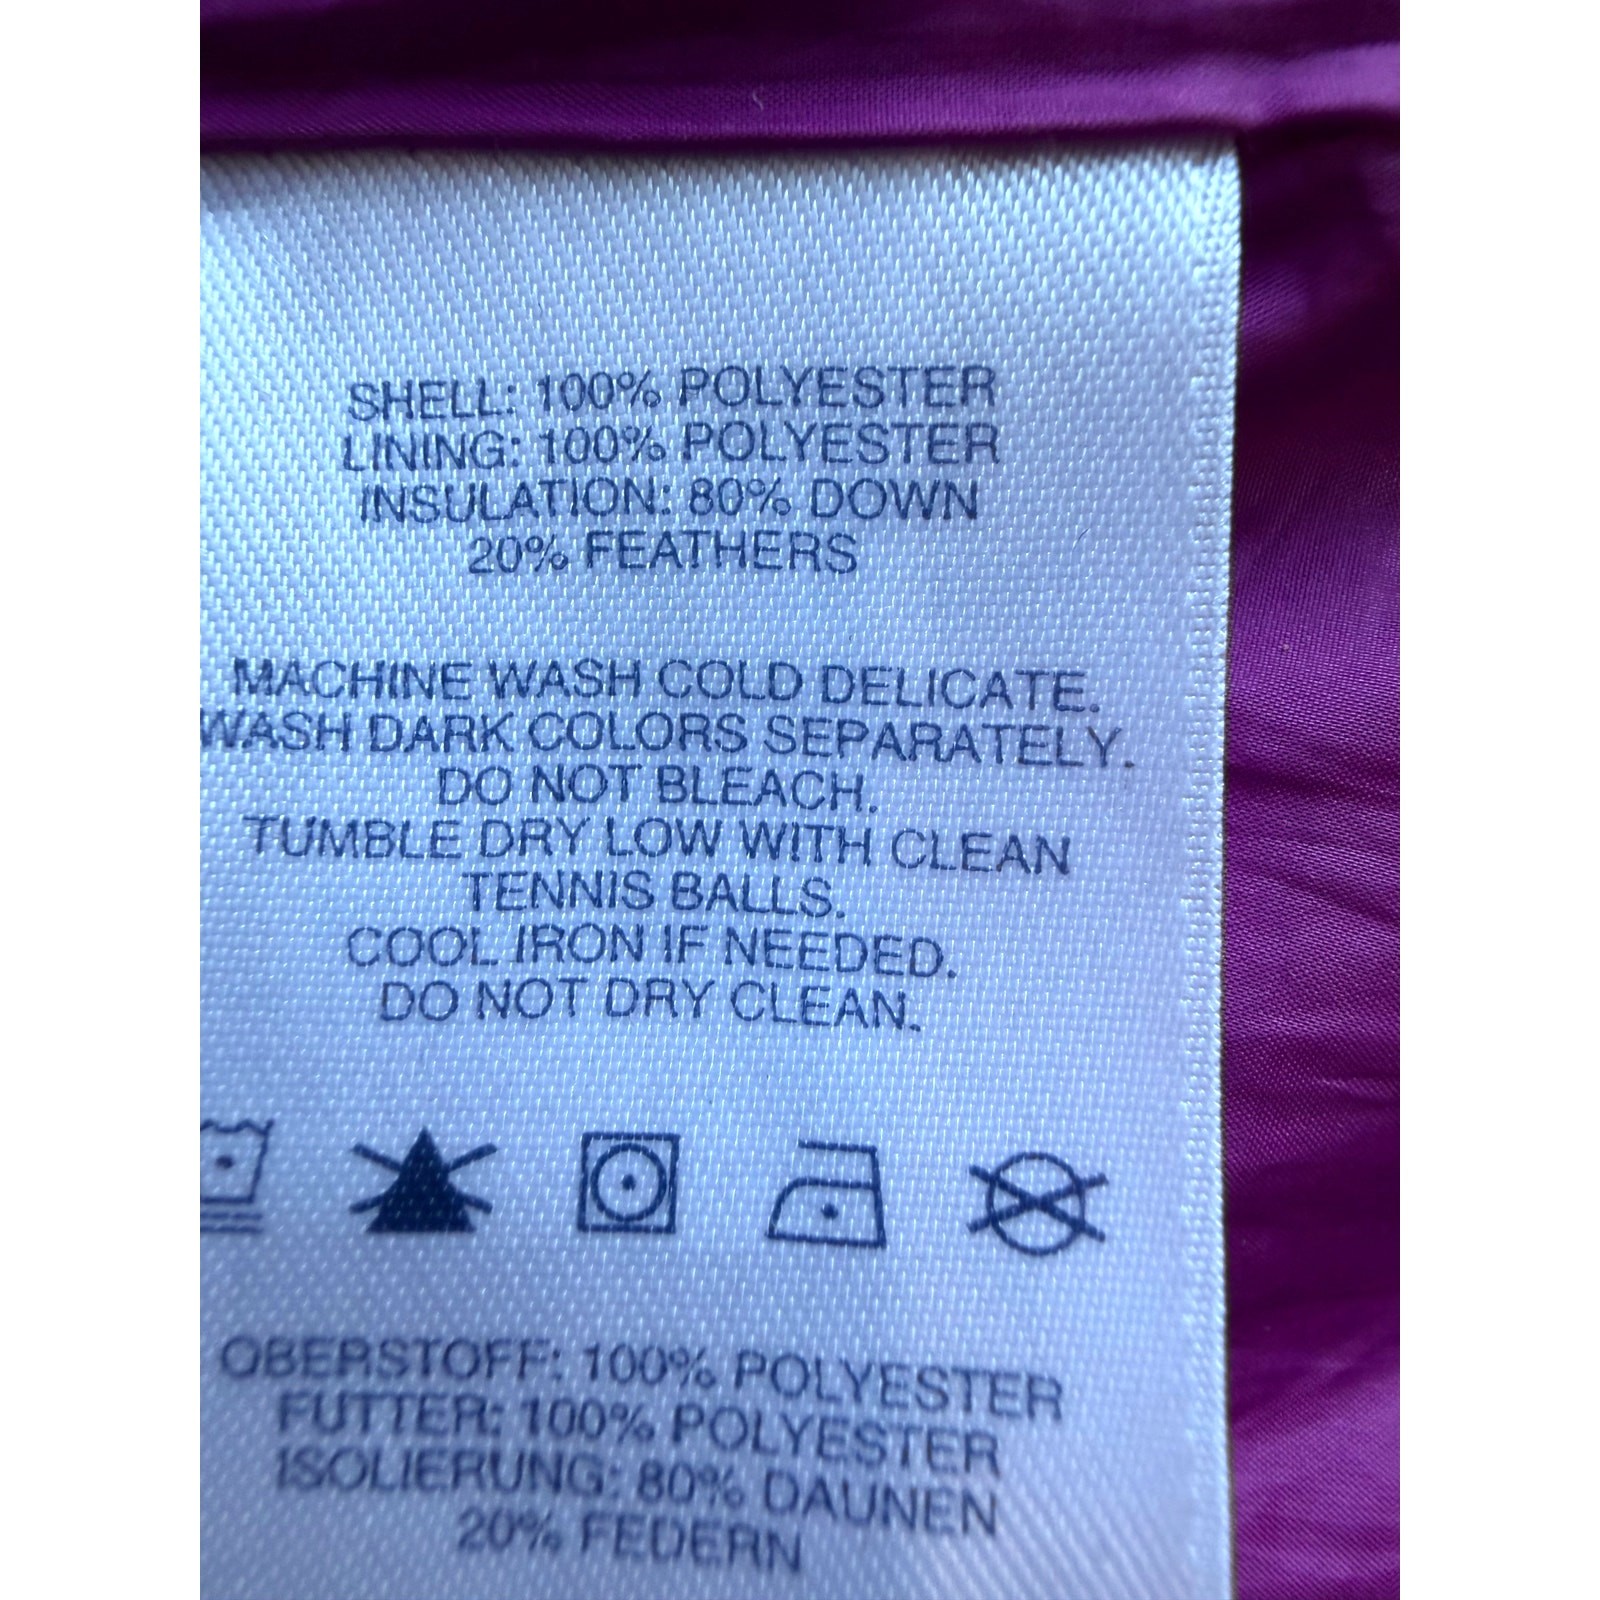 SHELL: 100% POLYESTER
LINING: 100% POLYESTER
INSULATION: 80% DOWN
20% FEATHERS
MACHINE WASH COLD DELICATE.
WASH DARK COLORS SEPARATELY.
DO NOT BLEACH.
TUMBLE DRY LOW WITH CLEAN
TENNIS BALLS.
COOL IRON IF NEEDED.
DO NOT DRY CLEAN.
OBERSTOFF: 100% POLYESTER
FUTTER: 100% POLYESTER
ISOLIERUNG: 80% DAUNEN
20% FEDERN